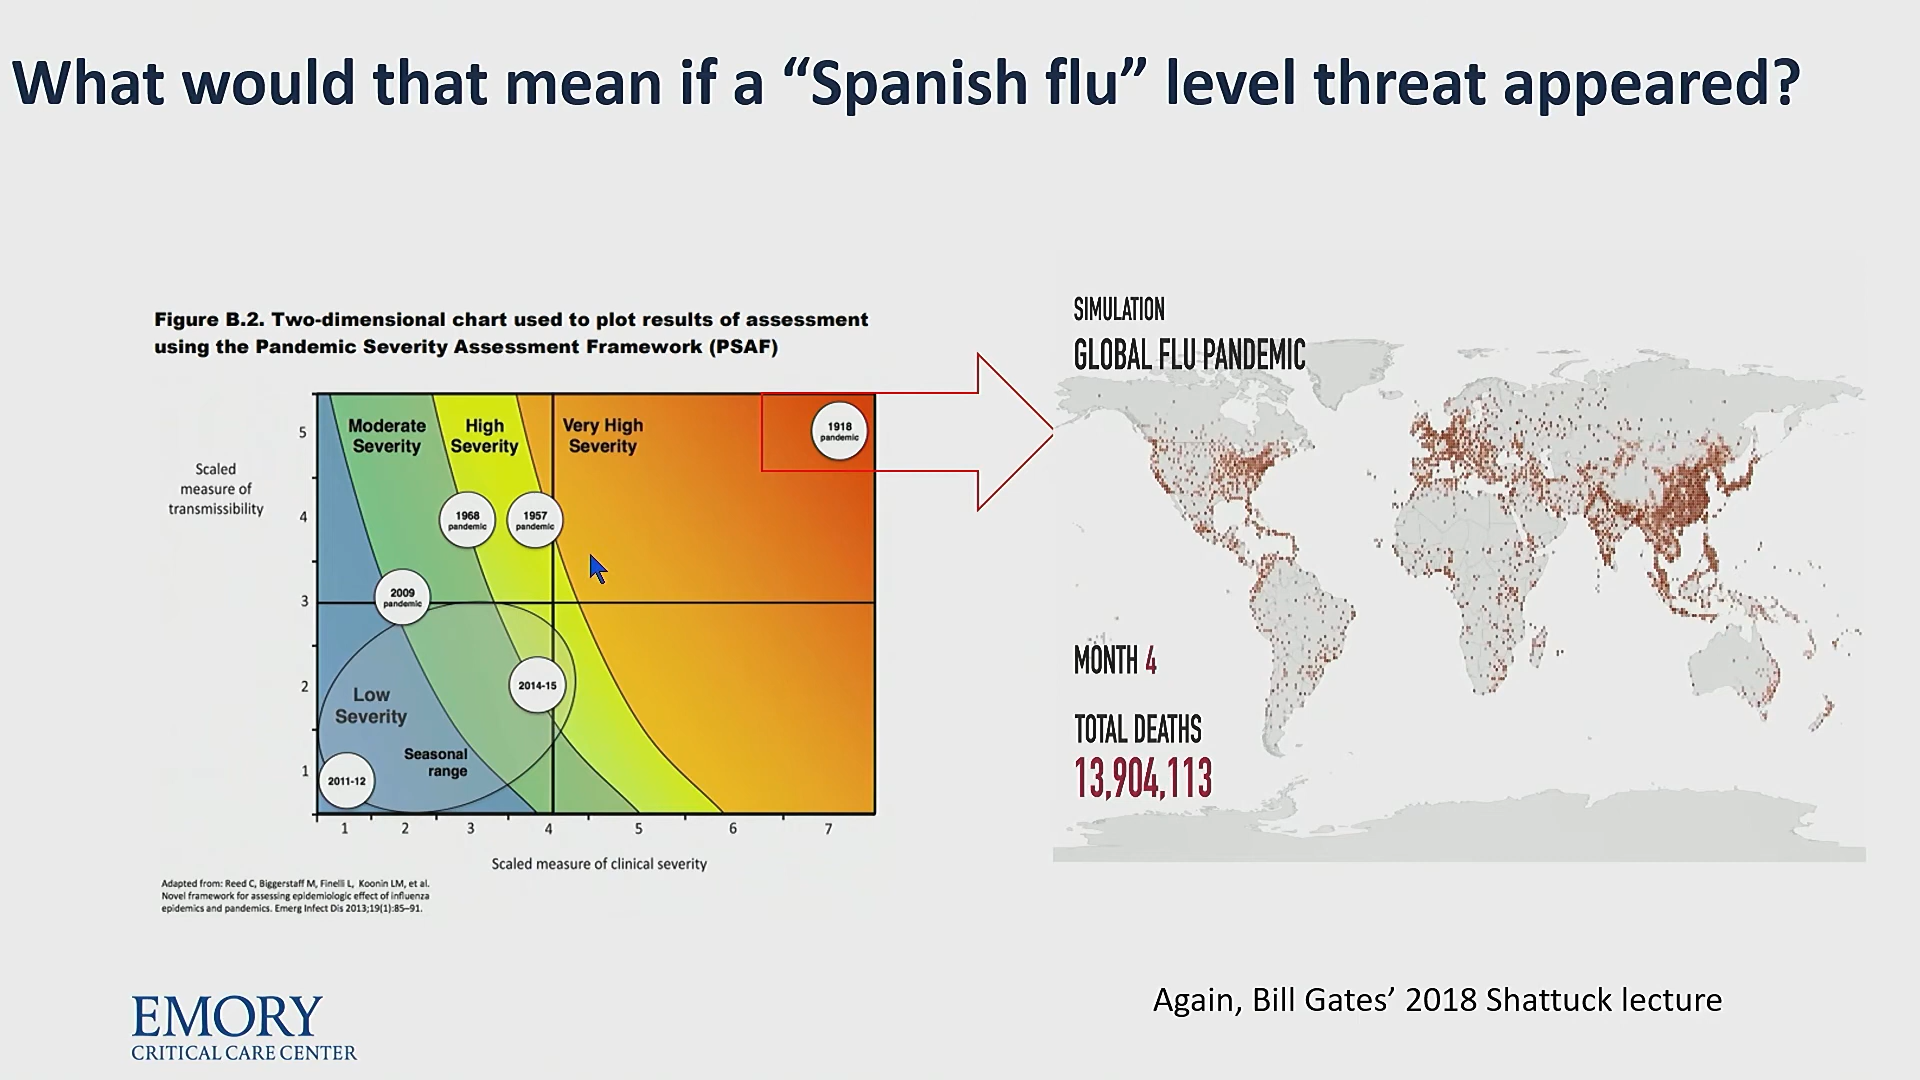 What would that mean if a “Spanish flu” level threat appeared?
Figure B.2. Two-dimensional chart used to plot results of assessment
using the Pandemic Severity Assessment Framework (PSAF)
Scaled
measure of
transmissibility
5
4
3
2
1
Moderate
Severity
High
Severity
Very High
Severity
1918
pandemic
1968
pandemic
1957
pandemic
2009
pandemic
2014-15
Low
Severity
Seasonal
range
2011-12
1 2 3 4 5 6 7
Scaled measure of clinical severity
Adapted from: Reed C, Biggerstaff M, Finelli L, Koonin LM, et al.
Novel framework for assessing epidemiologic effect of influenza
epidemics and pandemics. Emerg Infect Dis 2013;19(1):85–91.
SIMULATION
GLOBAL FLU PANDEMIC
MONTH 4
TOTAL DEATHS
13,904,113
Again, Bill Gates’ 2018 Shattuck lecture
EMORY
CRITICAL CARE CENTER